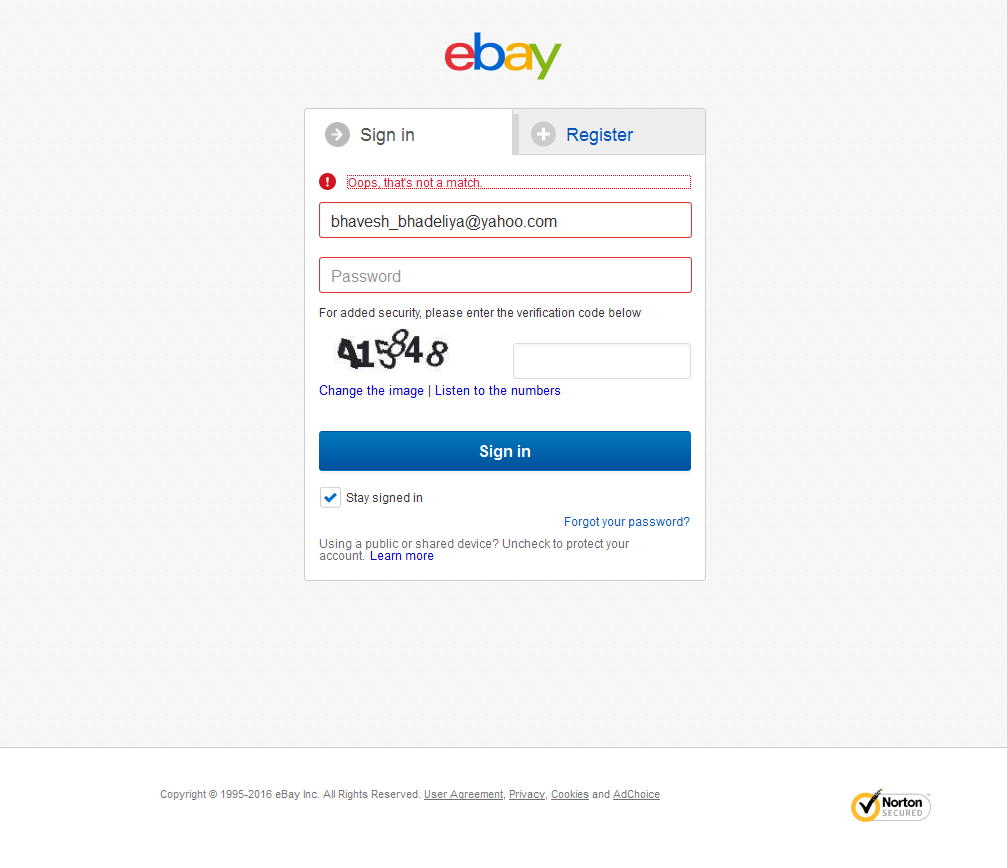 ebay
Sign in
Register
Oops, that's not a match.
bhavesh_bhadeliya@yahoo.com
Password
For added security, please enter the verification code below
415848
Change the image | Listen to the numbers
Sign in
Stay signed in
Forgot your password?
Using a public or shared device? Uncheck to protect your
account. Learn more
Copyright © 1995-2016 eBay Inc. All Rights Reserved. User Agreement, Privacy, Cookies and AdChoice
Norton
SECURED